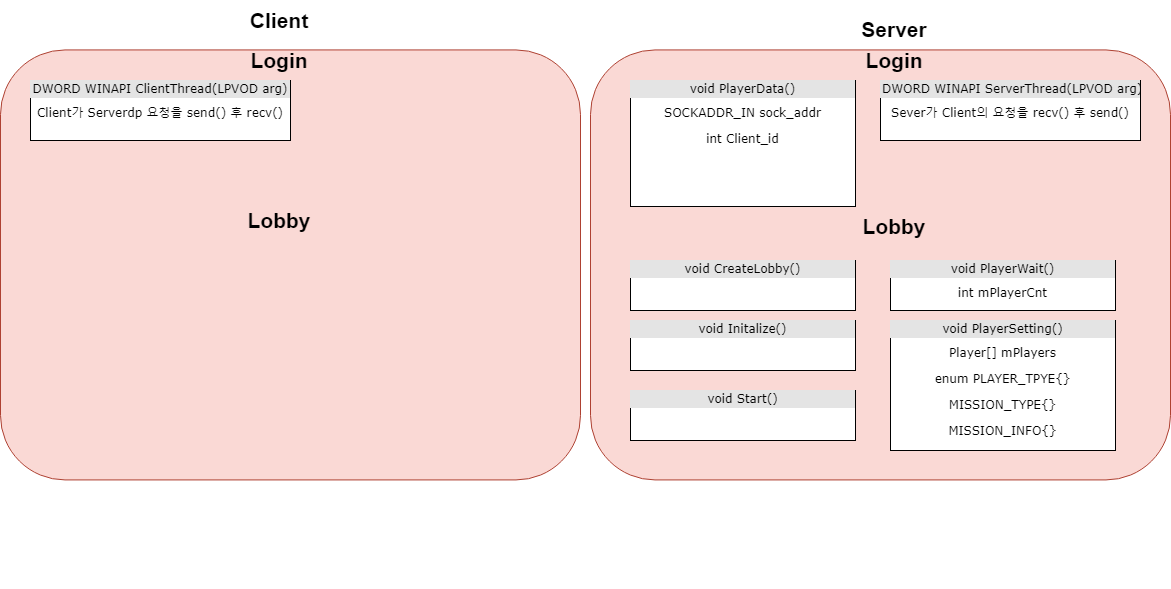 Client
Login
DWORD WINAPI ClientThread(LPVOD arg)
Client가 Serverdp 요청을 send() 후 recv()
Lobby
Server
Login
void PlayerData()
SOCKADDR_IN sock_addr
int Client_id
DWORD WINAPI ServerThread(LPVOD arg)
Sever가 Client의 요청을 recv() 후 send()
Lobby
void CreateLobby()
void PlayerWait()
int mPlayerCnt
void Initalize()
void PlayerSetting()
Player[] mPlayers
enum PLAYER_TPYE{}
MISSION_TYPE{}
MISSION_INFO{}
void Start()